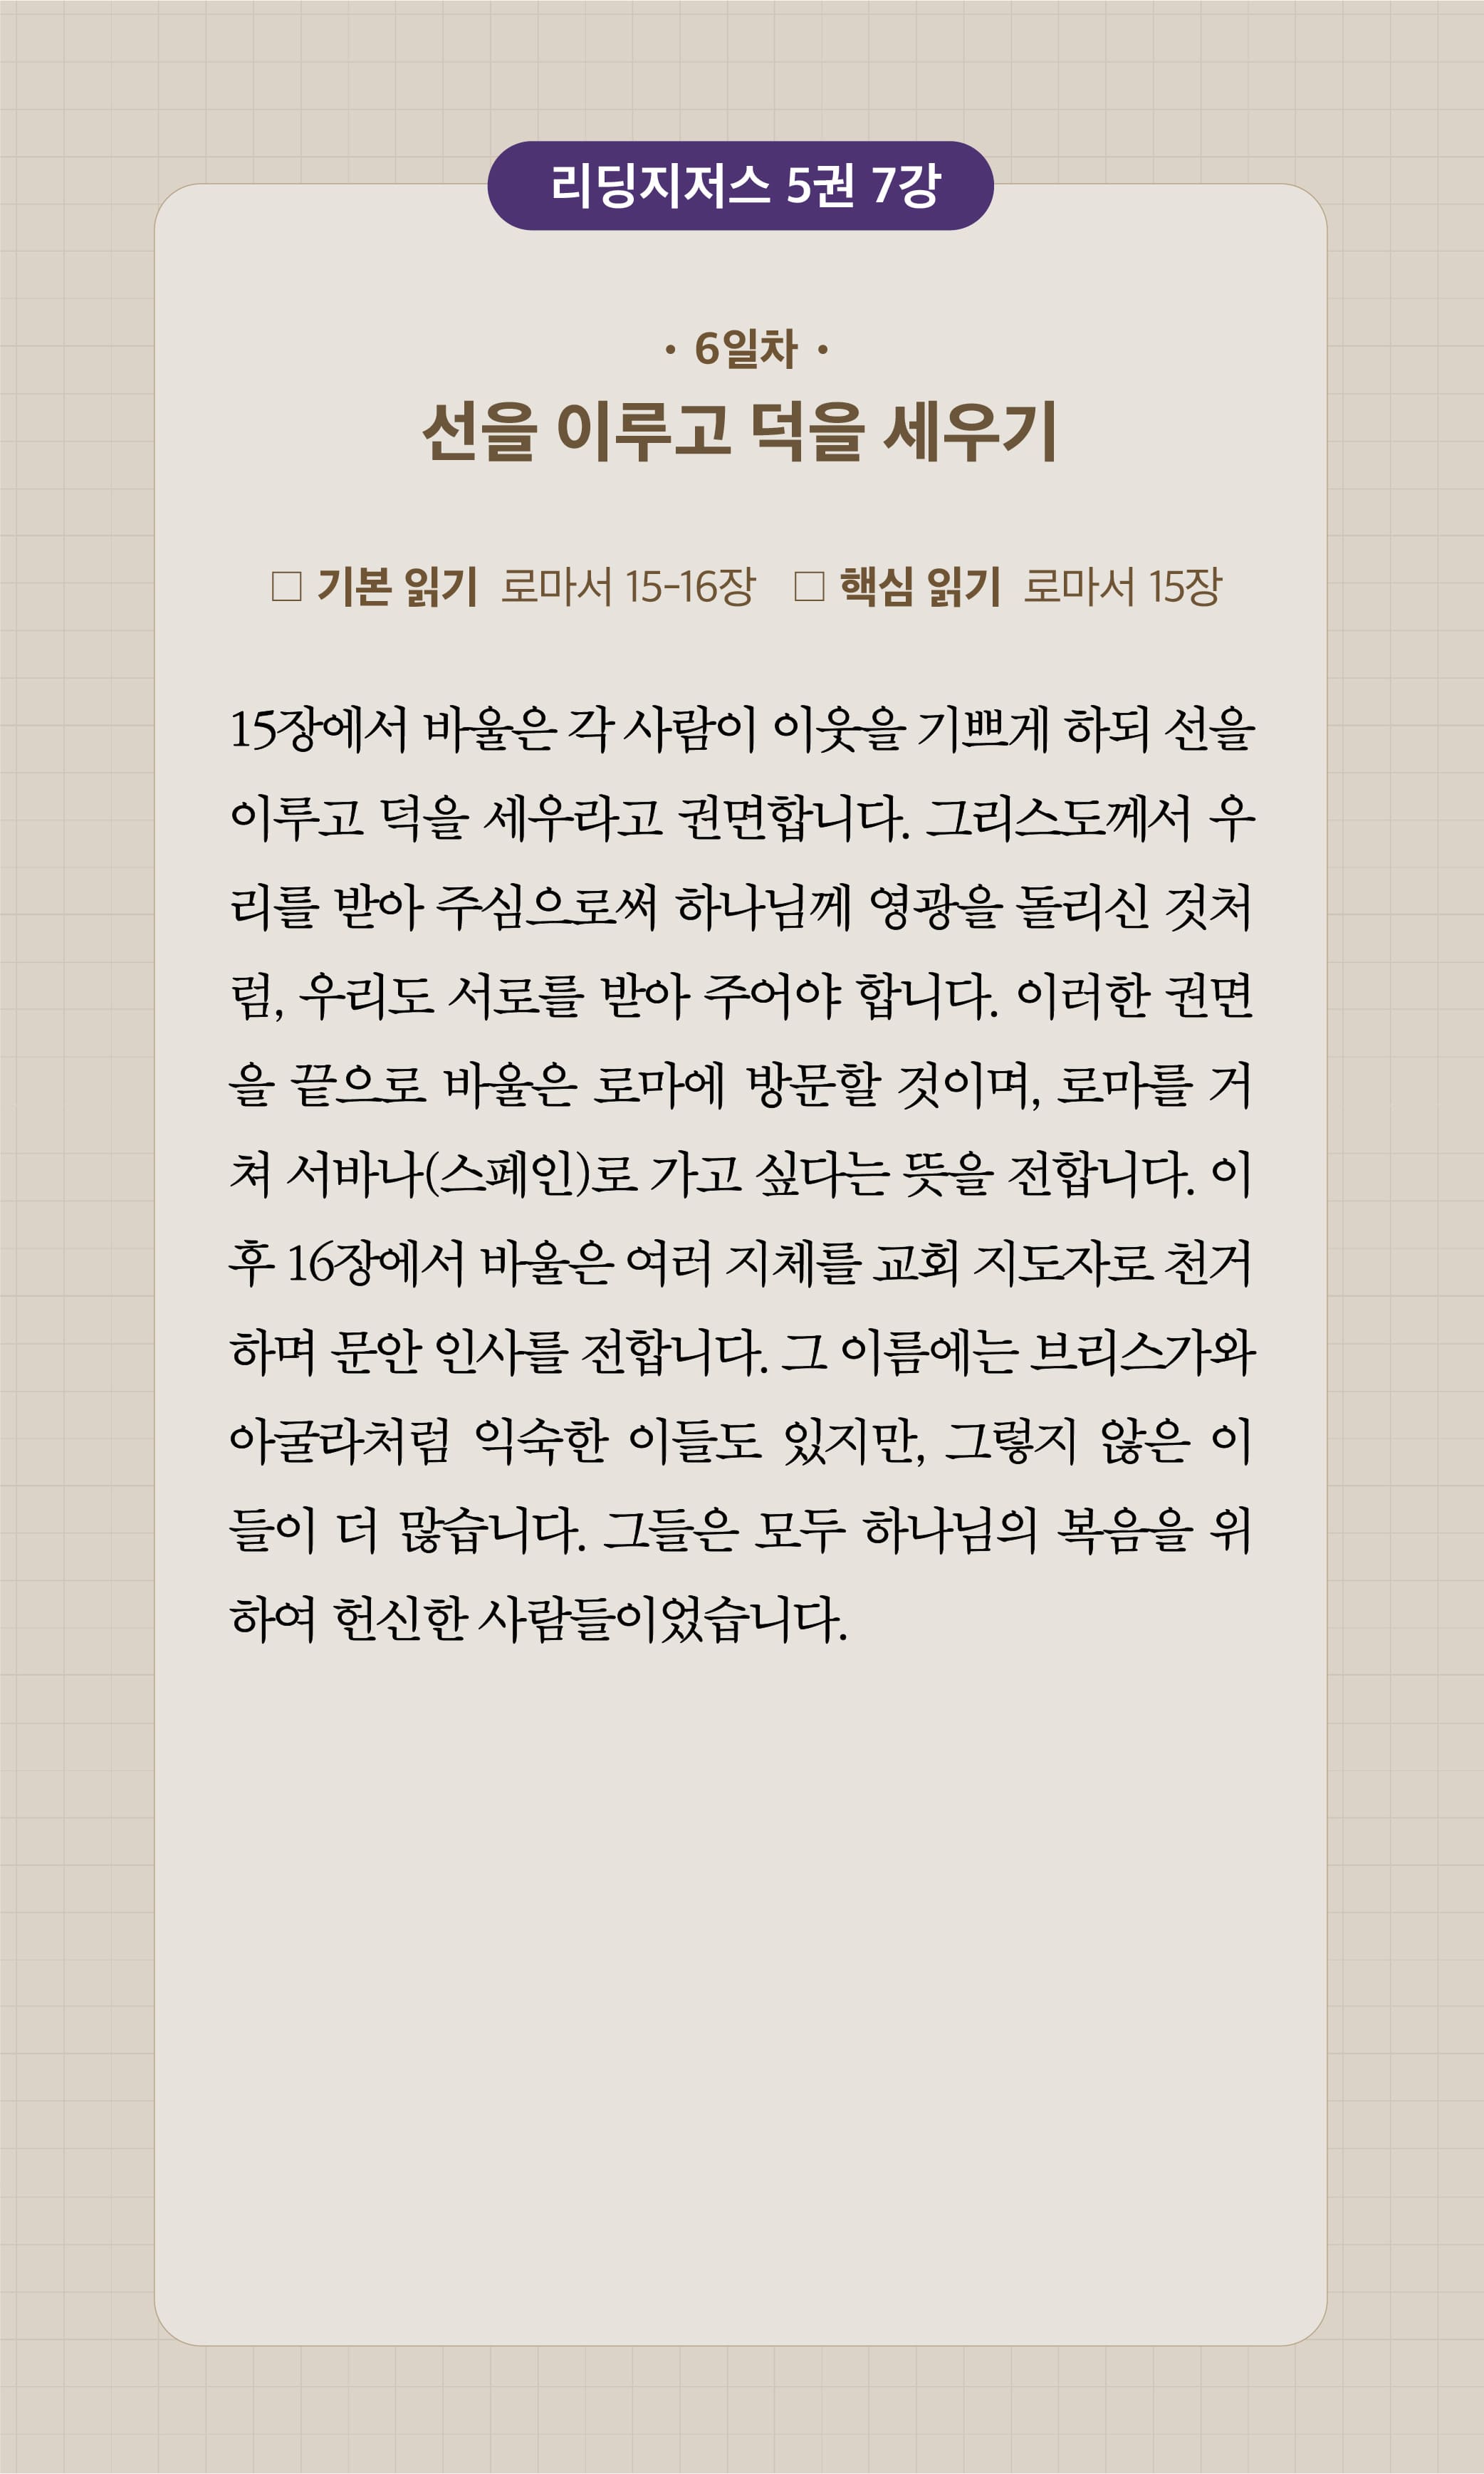 리딩지저스 5권 7강
· 6일차 ·
선을 이루고 덕을 세우기
□ 기본 읽기 로마서 15-16장 □ 핵심 읽기 로마서 15장
15장에서 바울은 각 사람이 이웃을 기쁘게 하되 선을
이루고 덕을 세우라고 권면합니다. 그리스도께서 우
리를 받아 주심으로써 하나님께 영광을 돌리신 것처
럼, 우리도 서로를 받아 주어야 합니다. 이러한 권면
을 끝으로 바울은 로마에 방문할 것이며, 로마를 거
쳐 서바나(스페인)로 가고 싶다는 뜻을 전합니다. 이
후 16장에서 바울은 여러 지체를 교회 지도자로 천거
하며 문안 인사를 전합니다. 그 이름에는 브리스가와
아굴라처럼 익숙한 이들도 있지만, 그렇지 않은 이
들이 더 많습니다. 그들은 모두 하나님의 복음을 위
하여 헌신한 사람들이었습니다.